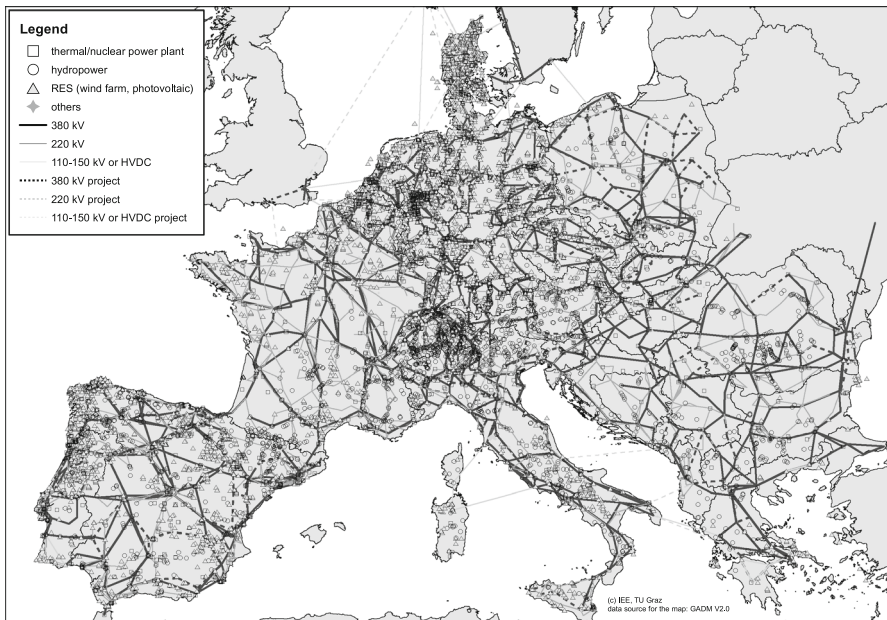 Legend
thermal/nuclear power plant
hydropower
RES (wind farm, photovoltaic)
others
380 kV
220 kV
110-150 kV or HVDC
380 kV project
220 kV project
110-150 kV or HVDC project
(c) IEE, TU Graz
data source for the map: GADM V2.0